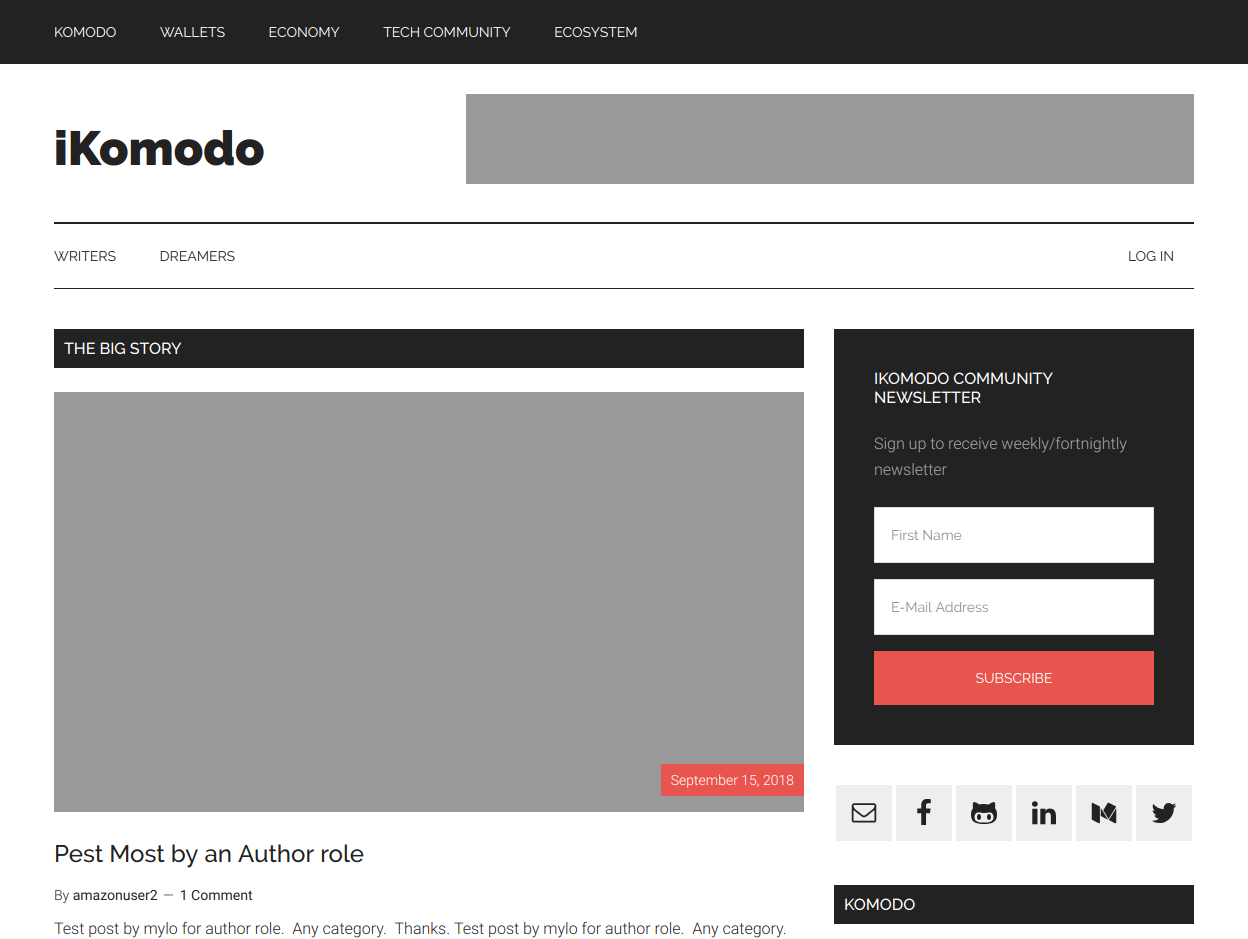 KOMODO WALLETS ECONOMY TECH COMMUNITY ECOSYSTEM
iKomodo
WRITERS DREAMERS LOG IN
THE BIG STORY
September 15, 2018
Pest Most by an Author role
By amazonuser2 — 1 Comment
Test post by mylo for author role.  Any category.  Thanks. Test post by mylo for author role.  Any category.
IKOMODO COMMUNITY
NEWSLETTER
Sign up to receive weekly/fortnightly
newsletter
First Name
E-Mail Address
SUBSCRIBE
KOMODO